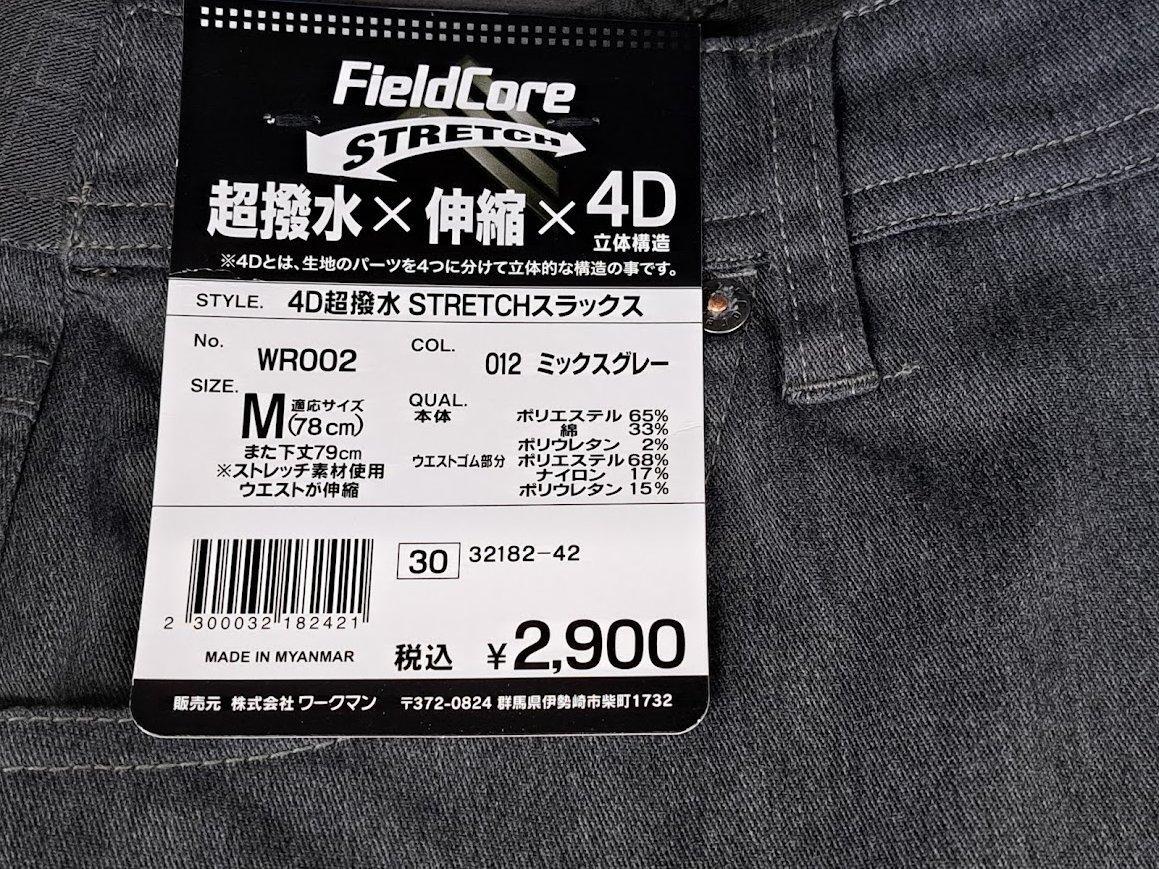 FieldCore
STRETCH
超撥水×伸縮×4D
立体構造
※4Dとは、生地のパーツを4つに分けて立体的な構造の事です。
STYLE. 4D超撥水 STRETCHスラックス
No. WR002
COL. 012 ミックスグレー
SIZE. M 適応サイズ
(78cm)
また下丈79cm
※ストレッチ素材使用
ウエストが伸縮
QUAL.
本体 ポリエステル 65%
綿 33%
ポリウレタン 2%
ウエストゴム部分 ポリエステル 68%
ナイロン 17%
ポリウレタン 15%
30 32182-42
2 300032 182421
MADE IN MYANMAR
税込 ¥2,900
販売元 株式会社 ワークマン 〒372-0824 群馬県伊勢崎市柴町1732